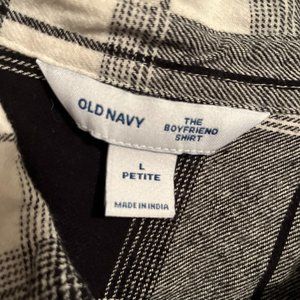 OLD NAVY
THE
BOYFRIEND
SHIRT
L
PETITE
MADE IN INDIA